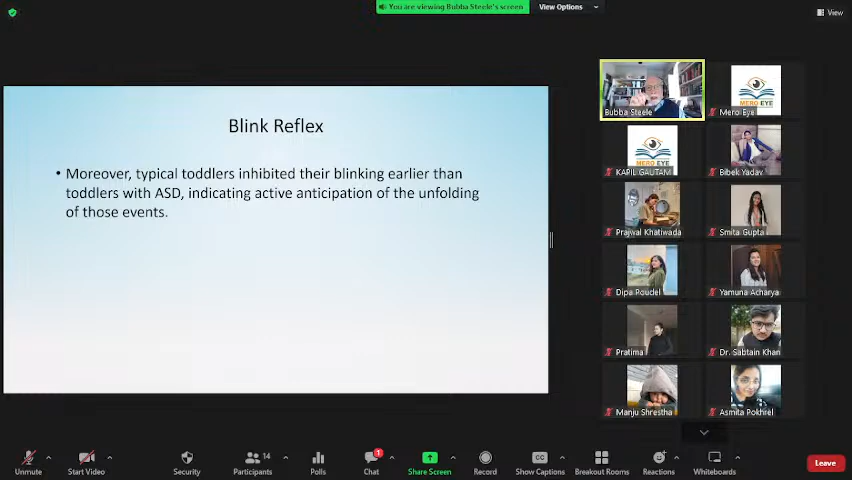 You are viewing Bubba Steele's screen
View Options
View
Blink Reflex
• Moreover, typical toddlers inhibited their blinking earlier than
toddlers with ASD, indicating active anticipation of the unfolding
of those events.
Bubba Steele
MERO EYE
Mero Eye
MERO EYE
KAPIL GAUTAM
Bibek Yadav
Prajwal Khatiwada
Smita Gupta
Dipa Poudel
Yamuna Acharya
Pratima
Dr. Sabtain Khan
Manju Shrestha
Asmita Pokhrel
Unmute
Start Video
Security
14
Participants
Polls
1
Chat
Share Screen
Record
CC
Show Captions
Breakout Rooms
Reactions
Whiteboards
Leave